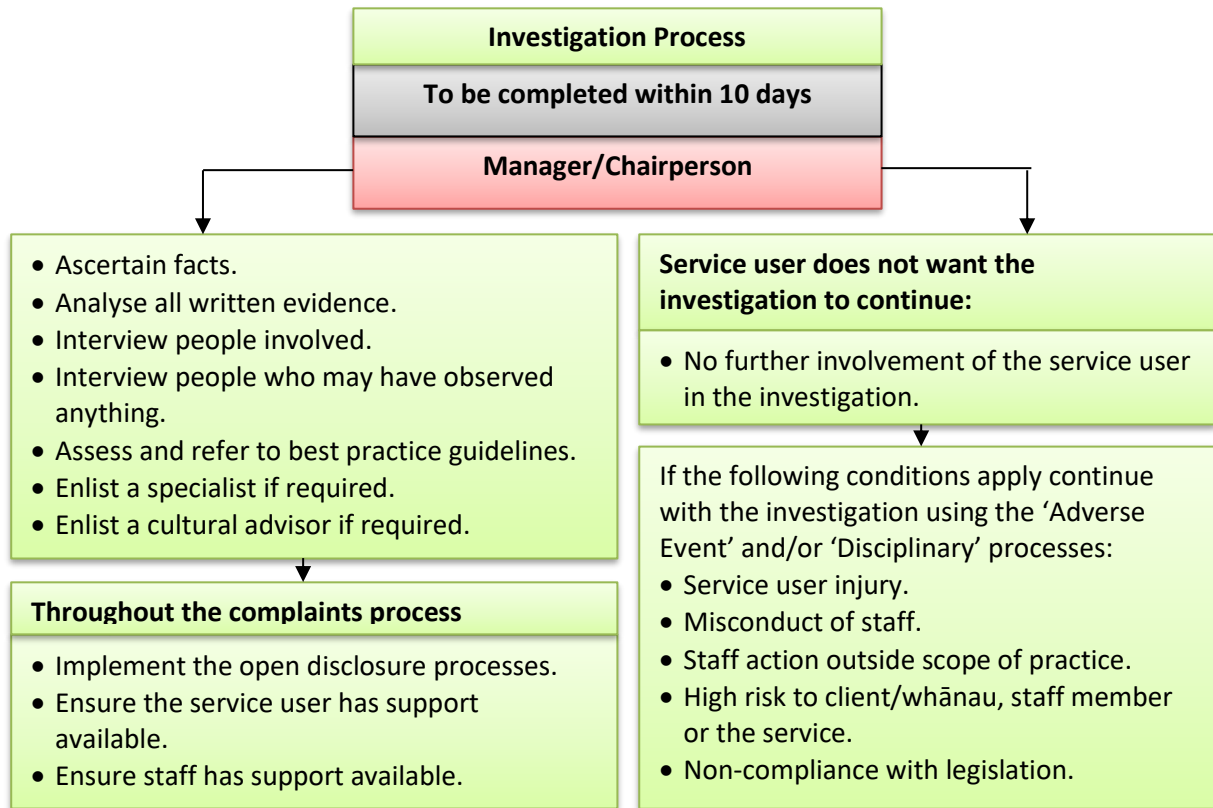 Investigation Process
To be completed within 10 days
Manager/Chairperson
• Ascertain facts.
• Analyse all written evidence.
• Interview people involved.
• Interview people who may have observed
anything.
• Assess and refer to best practice guidelines.
• Enlist a specialist if required.
• Enlist a cultural advisor if required.
Throughout the complaints process
• Implement the open disclosure processes.
• Ensure the service user has support
available.
• Ensure staff has support available.
Service user does not want the
investigation to continue:
• No further involvement of the service user
in the investigation.
If the following conditions apply continue
with the investigation using the ‘Adverse
Event’ and/or ‘Disciplinary’ processes:
• Service user injury.
• Misconduct of staff.
• Staff action outside scope of practice.
• High risk to client/whānau, staff member
or the service.
• Non-compliance with legislation.